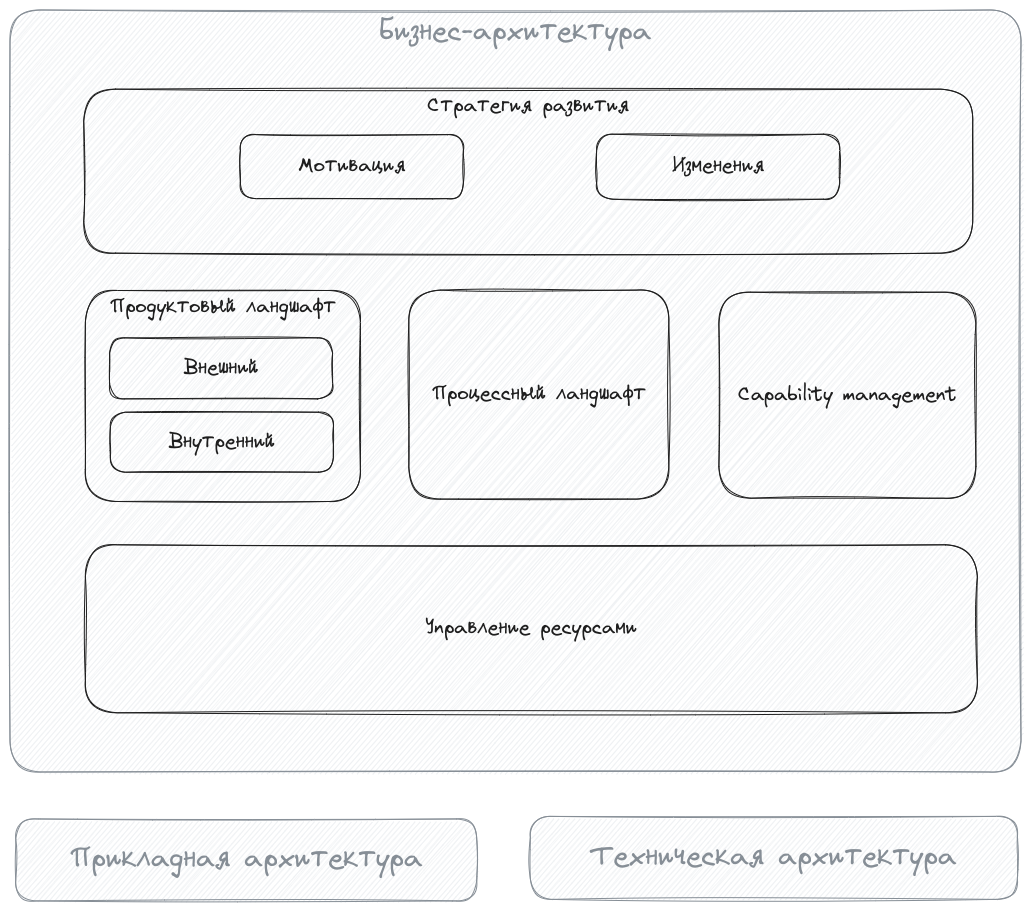 Бизнес-архитектура
Стратегия развития
Мотивация
Изменения
Продуктовый ландшафт
Внешний
Внутренний
Процессный ландшафт
Capability management
Управление ресурсами
Прикладная архитектура
Техническая архитектура